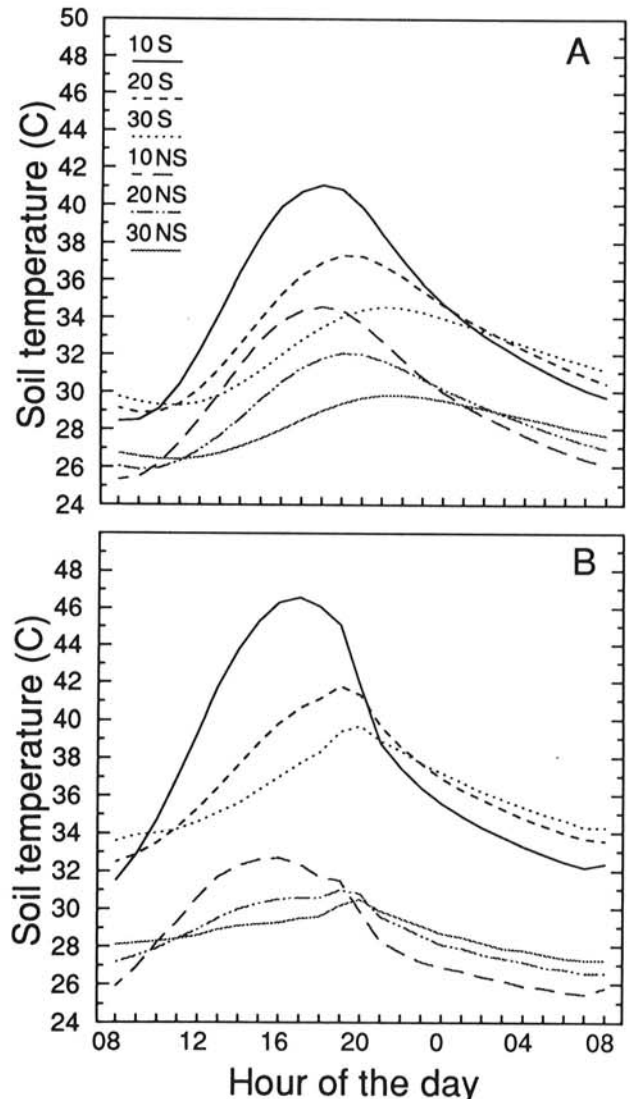 A
50
48
46
44
42
40
38
36
34
32
30
28
26
24
Soil temperature (C)
10 S
20 S
30 S
10 NS
20 NS
30 NS
B
48
46
44
42
40
38
36
34
32
30
28
26
24
Soil temperature (C)
08 12 16 20 0 04 08
Hour of the day